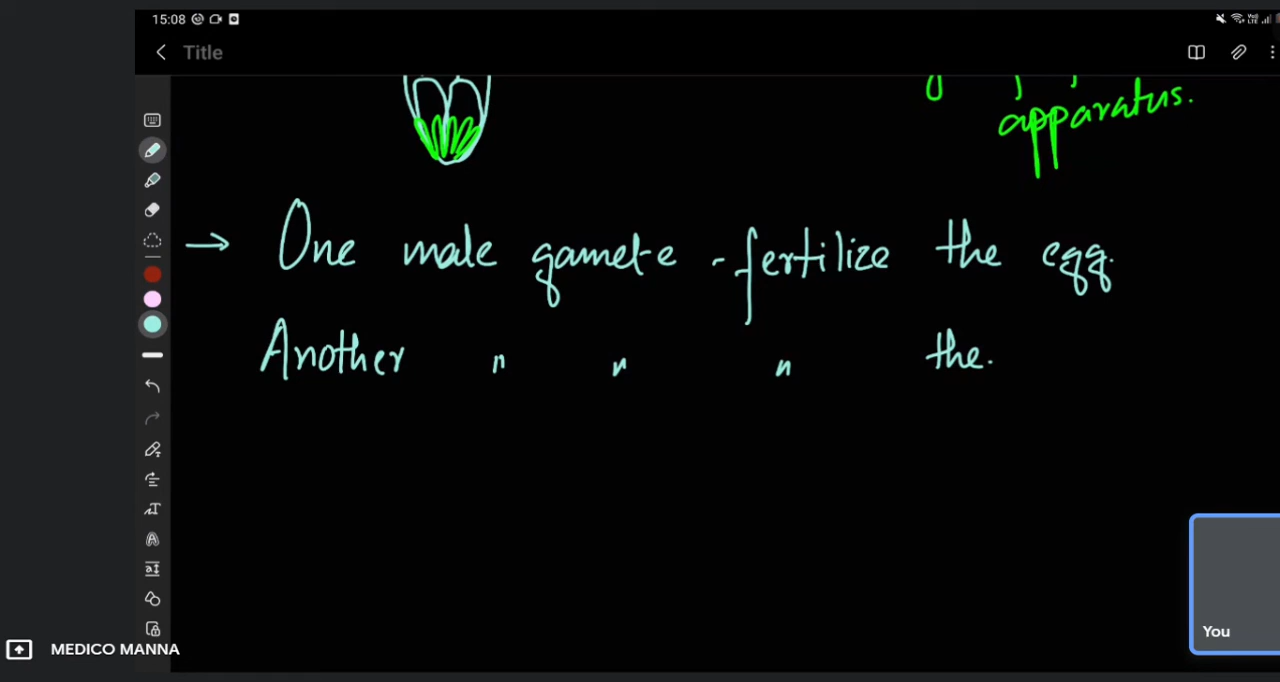 15:08
Title
apparatus.
→ One male gamete - fertilize the egg.
Another " " " the.
You
MEDICO MANNA